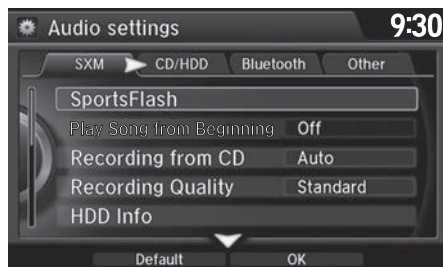 Audio settings 9:30
SXM CD/HDD Bluetooth Other
SportsFlash
Play Song from Beginning Off
Recording from CD Auto
Recording Quality Standard
HDD Info
Default OK